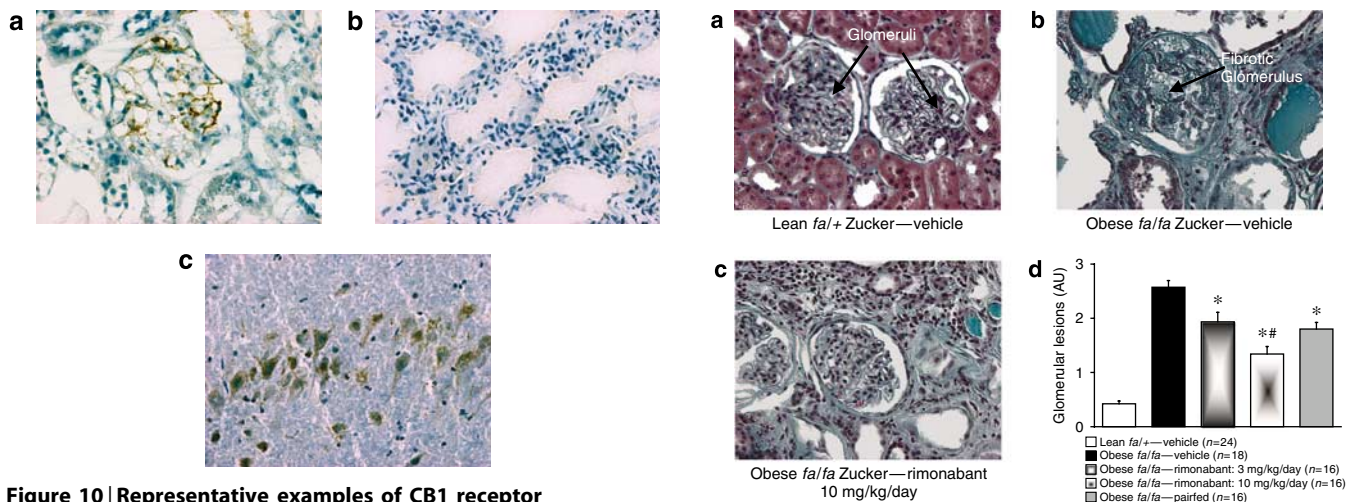 a
b
c
Figure 10 | Representative examples of CB1 receptor
a
Glomeruli
Lean fa/+ Zucker—vehicle
b
Fibrotic
Glomerulus
Obese fa/fa Zucker—vehicle
c
Obese fa/fa Zucker—rimonabant
10 mg/kg/day
d
Glomerular lesions (AU)
3
2
1
0
*
*#
*
Lean fa/+—vehicle (n=24)
Obese fa/fa—vehicle (n=18)
Obese fa/fa—rimonabant: 3 mg/kg/day (n=16)
Obese fa/fa—rimonabant: 10 mg/kg/day (n=16)
Obese fa/fa—pairfed (n=16)